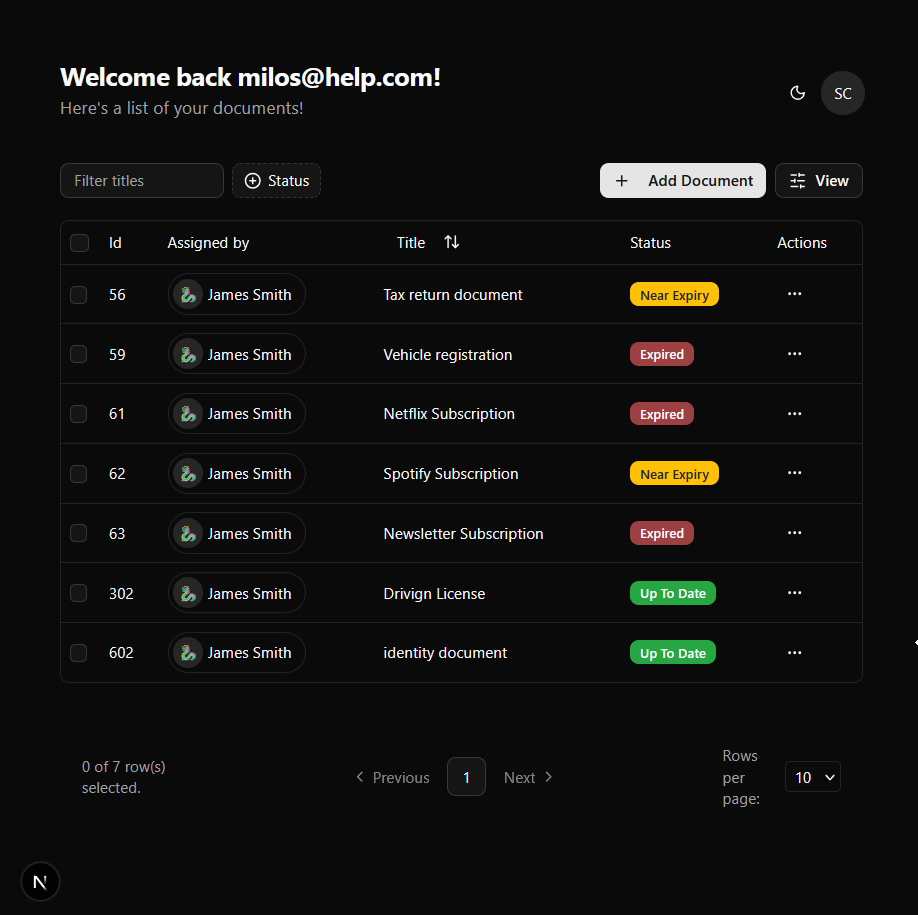 Welcome back milos@help.com!
Here's a list of your documents!
SC
Filter titles
Status
Add Document
View
Id Assigned by Title Status Actions
56 James Smith Tax return document Near Expiry
59 James Smith Vehicle registration Expired
61 James Smith Netflix Subscription Expired
62 James Smith Spotify Subscription Near Expiry
63 James Smith Newsletter Subscription Expired
302 James Smith Drivign License Up To Date
602 James Smith identity document Up To Date
0 of 7 row(s)
selected.
Previous 1 Next
Rows
per
page:
10
N